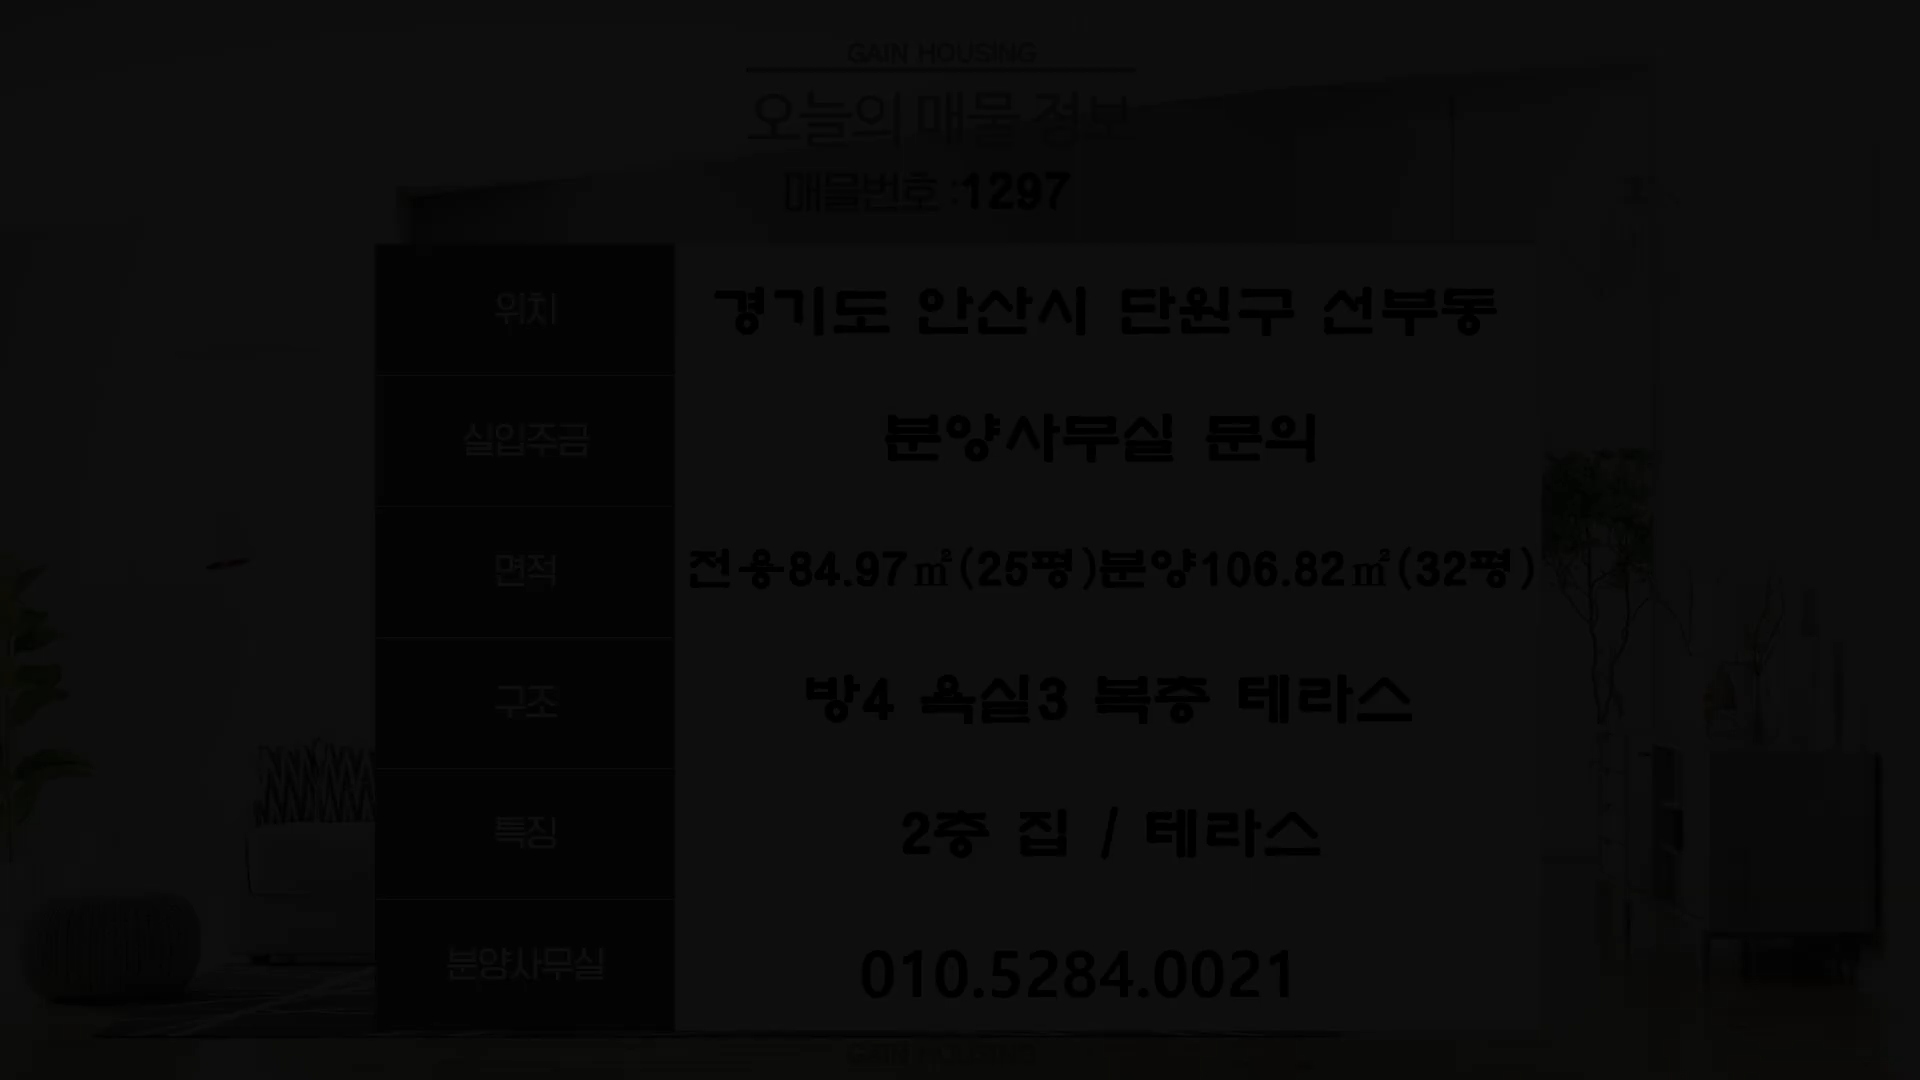 GAIN HOUSING
오늘의 매물 정보
매물번호 :1297
위치
경기도 안산시 단원구 선부동
실입주금
분양사무실 문의
면적
전용84.97㎡(25평)분양106.82㎡(32평)
구조
방4 욕실3 복층 테라스
특징
2층 집 / 테라스
분양사무실
010.5284.0021
GAIN HOUSING